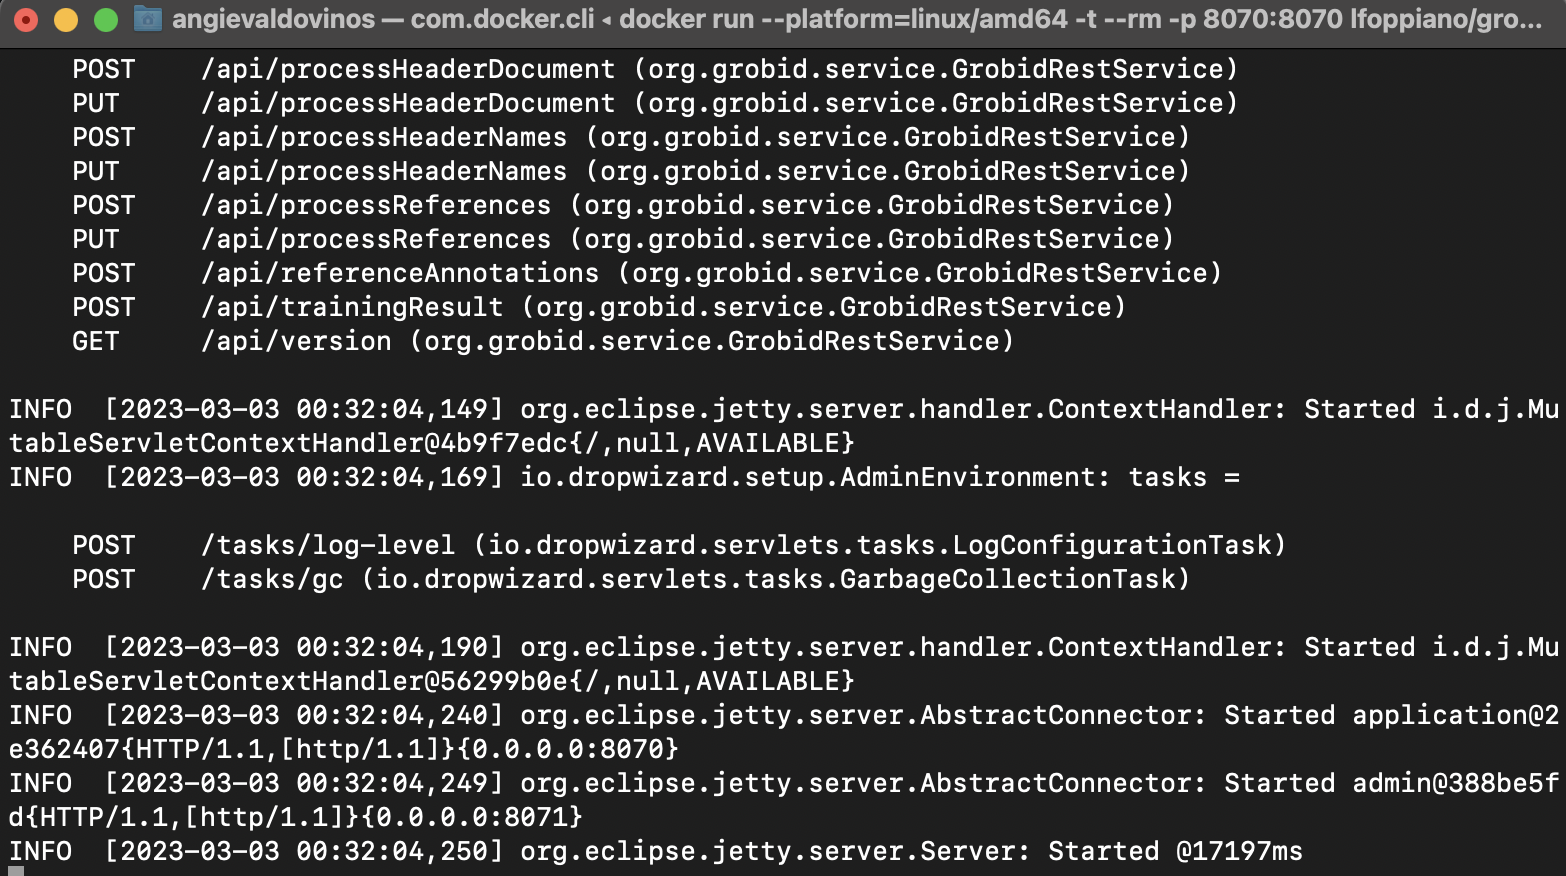 angievaldovinos — com.docker.cli ◂ docker run --platform=linux/amd64 -t --rm -p 8070:8070 lfoppiano/gro...
POST /api/processHeaderDocument (org.grobid.service.GrobidRestService)
PUT /api/processHeaderDocument (org.grobid.service.GrobidRestService)
POST /api/processHeaderNames (org.grobid.service.GrobidRestService)
PUT /api/processHeaderNames (org.grobid.service.GrobidRestService)
POST /api/processReferences (org.grobid.service.GrobidRestService)
PUT /api/processReferences (org.grobid.service.GrobidRestService)
POST /api/referenceAnnotations (org.grobid.service.GrobidRestService)
POST /api/trainingResult (org.grobid.service.GrobidRestService)
GET /api/version (org.grobid.service.GrobidRestService)
INFO [2023-03-03 00:32:04,149] org.eclipse.jetty.server.handler.ContextHandler: Started i.d.j.Mu
tableServletContextHandler@4b9f7edc{/,null,AVAILABLE}
INFO [2023-03-03 00:32:04,169] io.dropwizard.setup.AdminEnvironment: tasks =
POST /tasks/log-level (io.dropwizard.servlets.tasks.LogConfigurationTask)
POST /tasks/gc (io.dropwizard.servlets.tasks.GarbageCollectionTask)
INFO [2023-03-03 00:32:04,190] org.eclipse.jetty.server.handler.ContextHandler: Started i.d.j.Mu
tableServletContextHandler@56299b0e{/,null,AVAILABLE}
INFO [2023-03-03 00:32:04,240] org.eclipse.jetty.server.AbstractConnector: Started application@2
e362407{HTTP/1.1,[http/1.1]}{0.0.0.0:8070}
INFO [2023-03-03 00:32:04,249] org.eclipse.jetty.server.AbstractConnector: Started admin@388be5f
d{HTTP/1.1,[http/1.1]}{0.0.0.0:8071}
INFO [2023-03-03 00:32:04,250] org.eclipse.jetty.server.Server: Started @17197ms